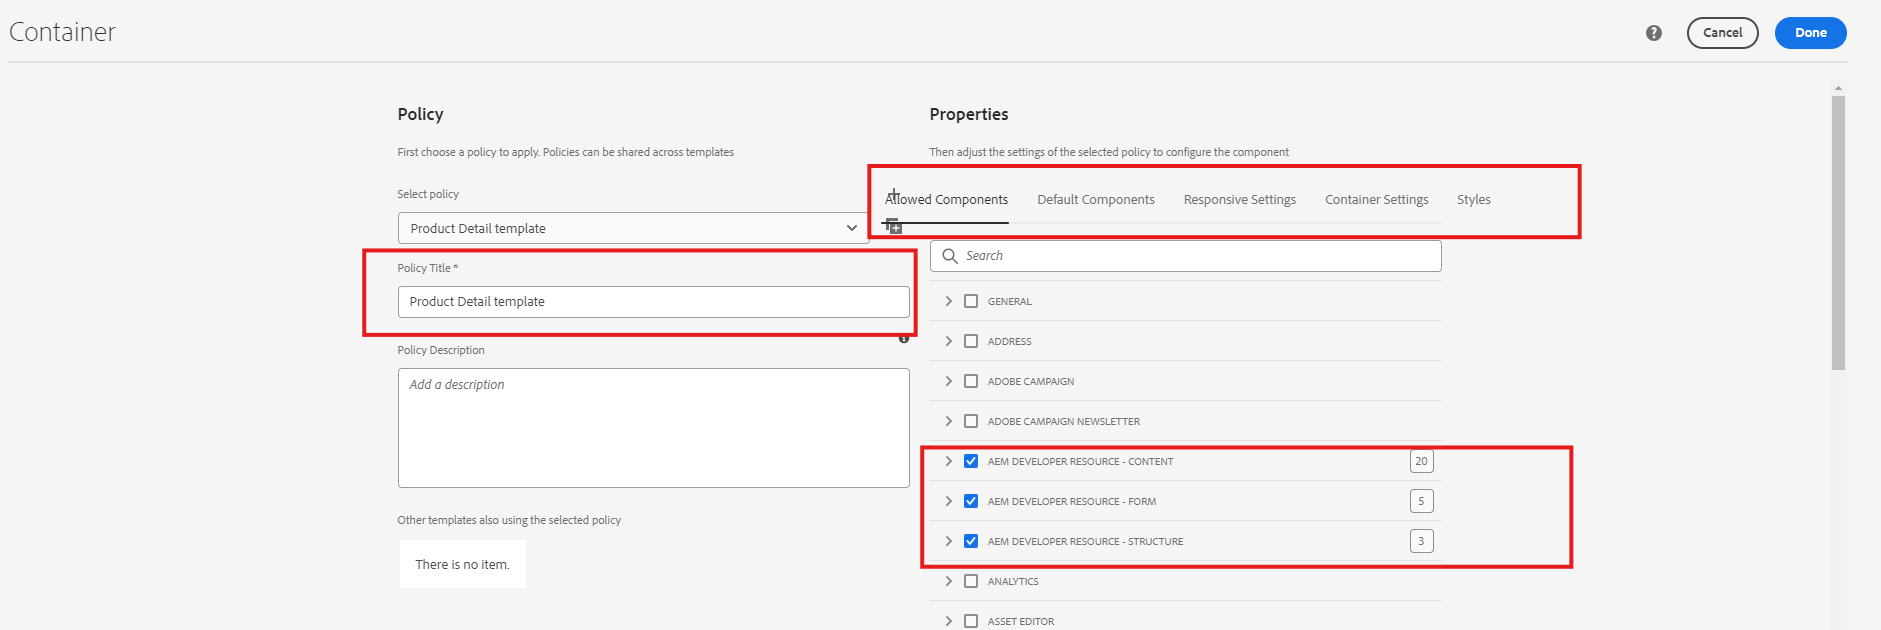 Container
?
Cancel
Done
Policy
First choose a policy to apply. Policies can be shared across templates
Select policy
Product Detail template
Policy Title *
Product Detail template
Policy Description
Add a description
Other templates also using the selected policy
There is no item.
Properties
Then adjust the settings of the selected policy to configure the component
Allowed Components Default Components Responsive Settings Container Settings Styles
Search
GENERAL
ADDRESS
ADOBE CAMPAIGN
ADOBE CAMPAIGN NEWSLETTER
AEM DEVELOPER RESOURCE - CONTENT 20
AEM DEVELOPER RESOURCE - FORM 5
AEM DEVELOPER RESOURCE - STRUCTURE 3
ANALYTICS
ASSET EDITOR